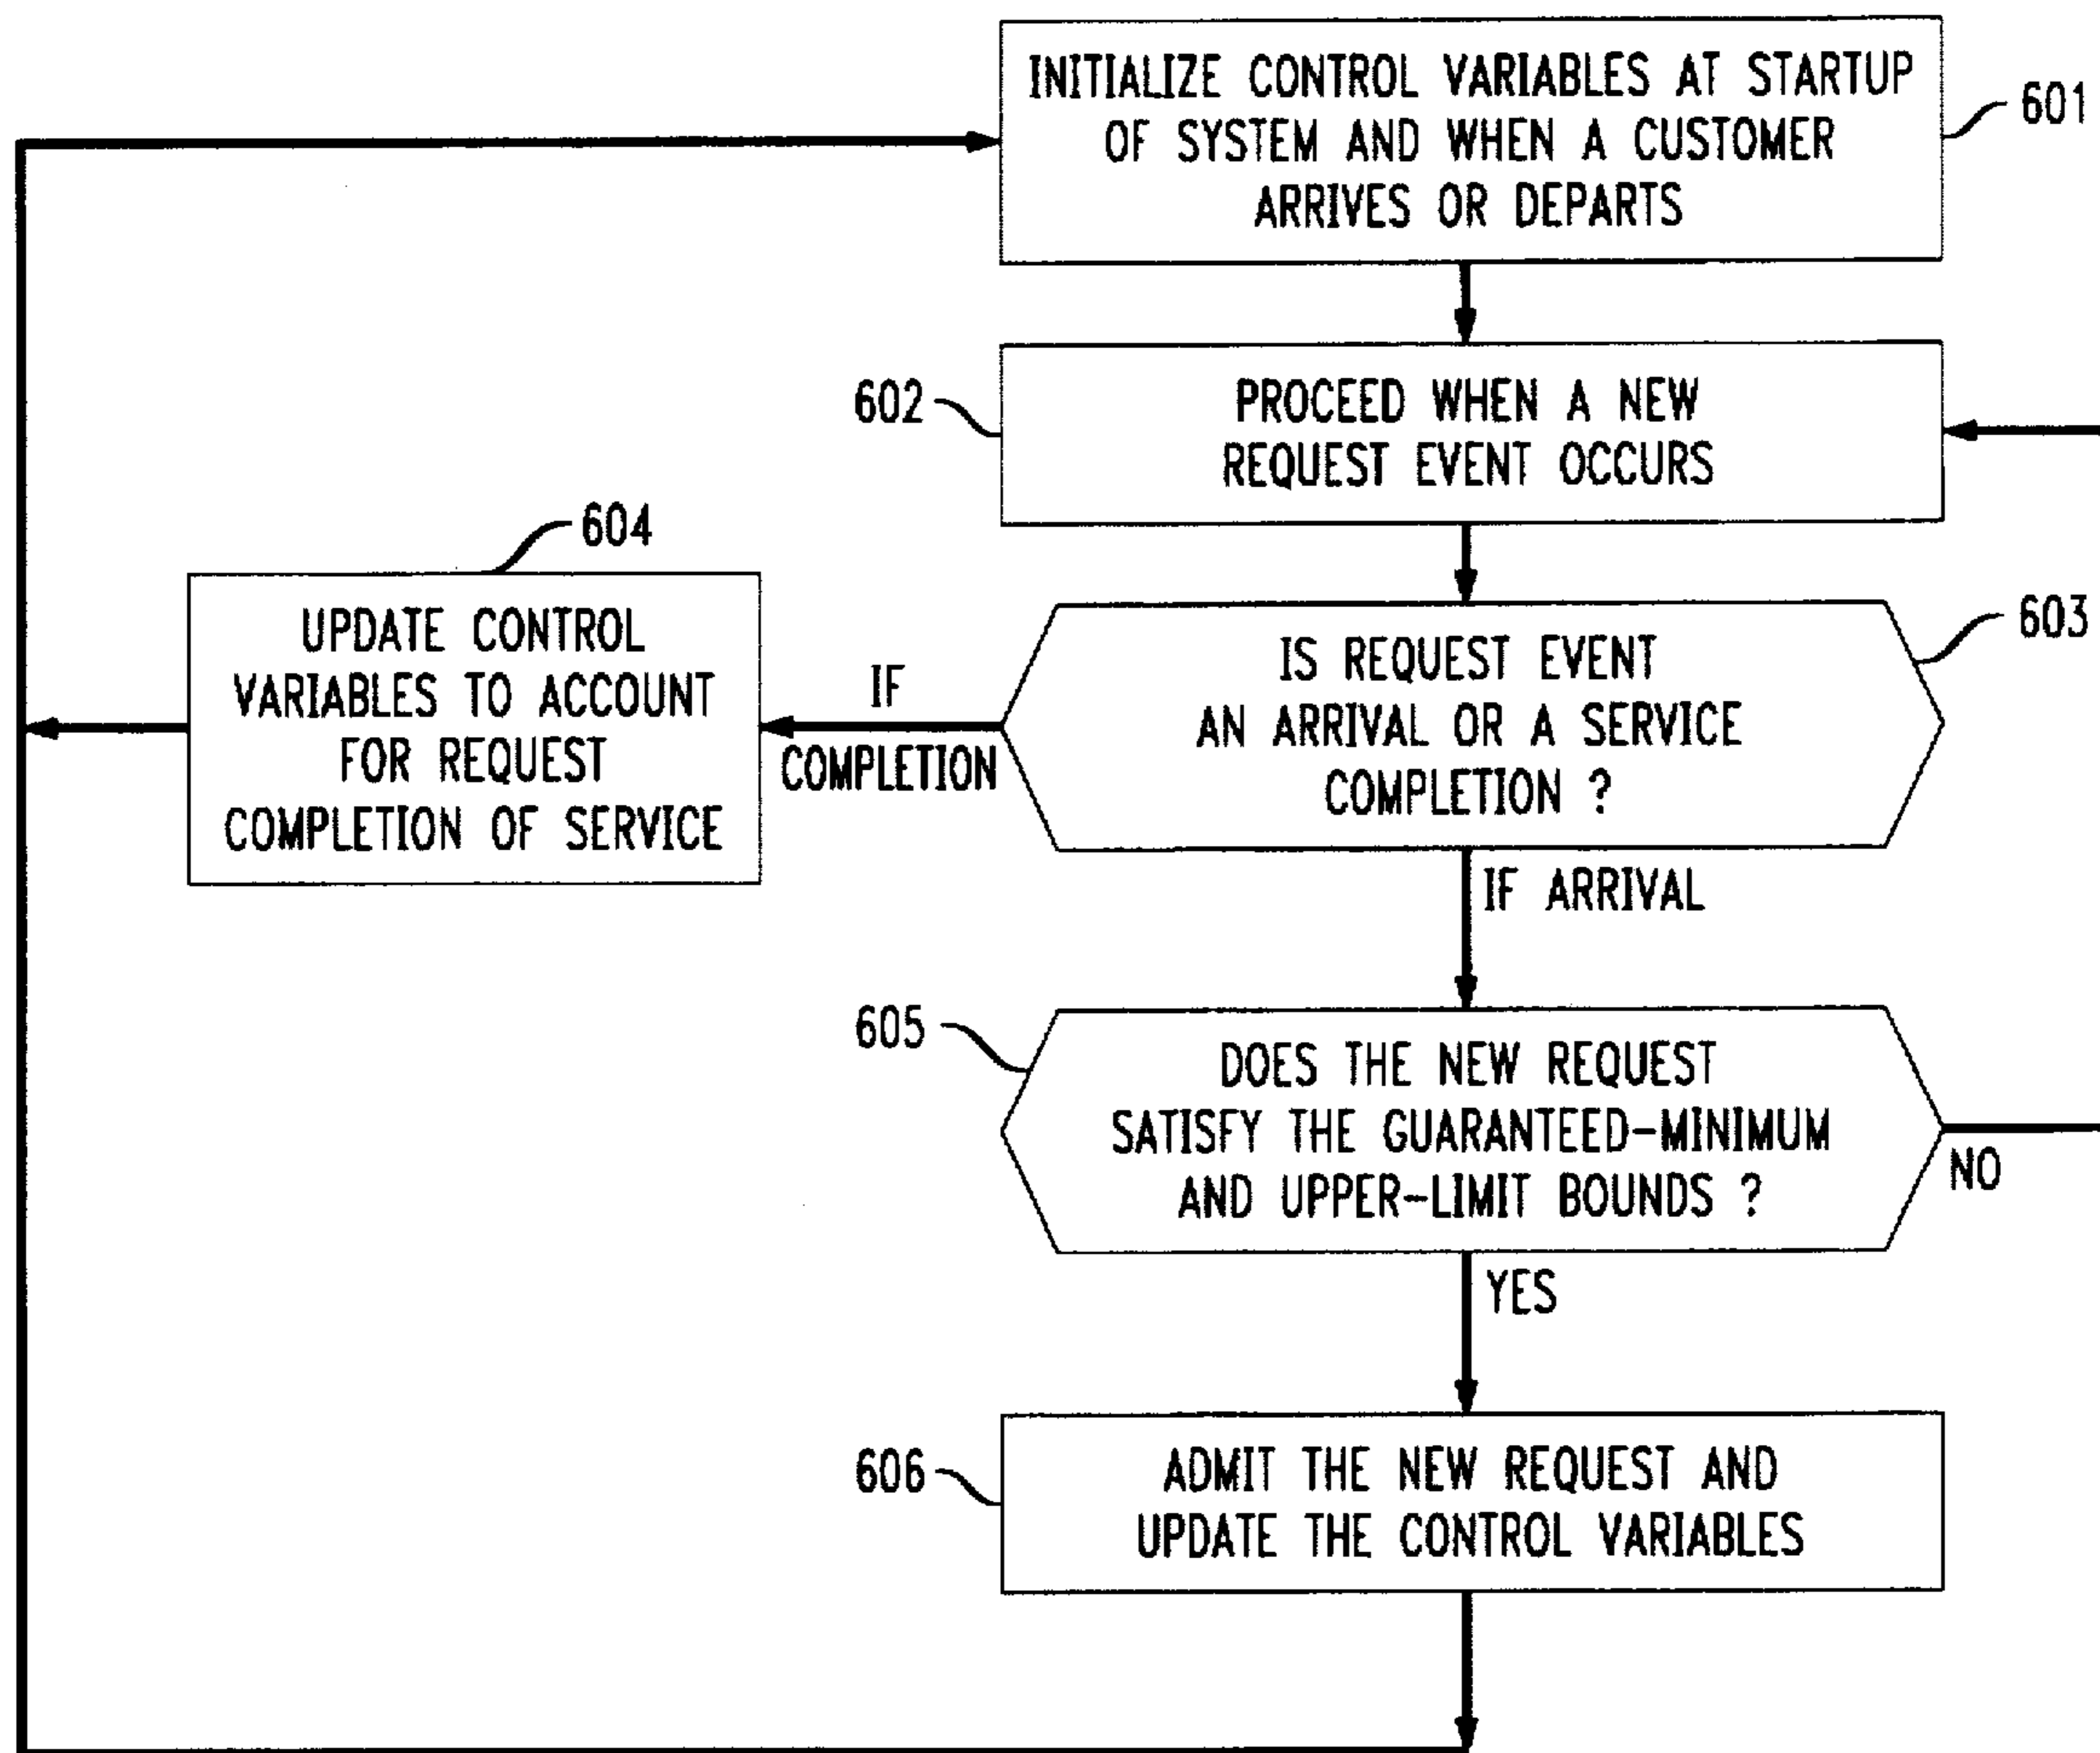 INITIALIZE CONTROL VARIABLES AT STARTUP
OF SYSTEM AND WHEN A CUSTOMER
ARRIVES OR DEPARTS
601
602
PROCEED WHEN A NEW
REQUEST EVENT OCCURS
604
UPDATE CONTROL
VARIABLES TO ACCOUNT
FOR REQUEST
COMPLETION OF SERVICE
IF
COMPLETION
IS REQUEST EVENT
AN ARRIVAL OR A SERVICE
COMPLETION ?
603
IF ARRIVAL
605
DOES THE NEW REQUEST
SATISFY THE GUARANTEED-MINIMUM
AND UPPER-LIMIT BOUNDS ?
NO
YES
606
ADMIT THE NEW REQUEST AND
UPDATE THE CONTROL VARIABLES